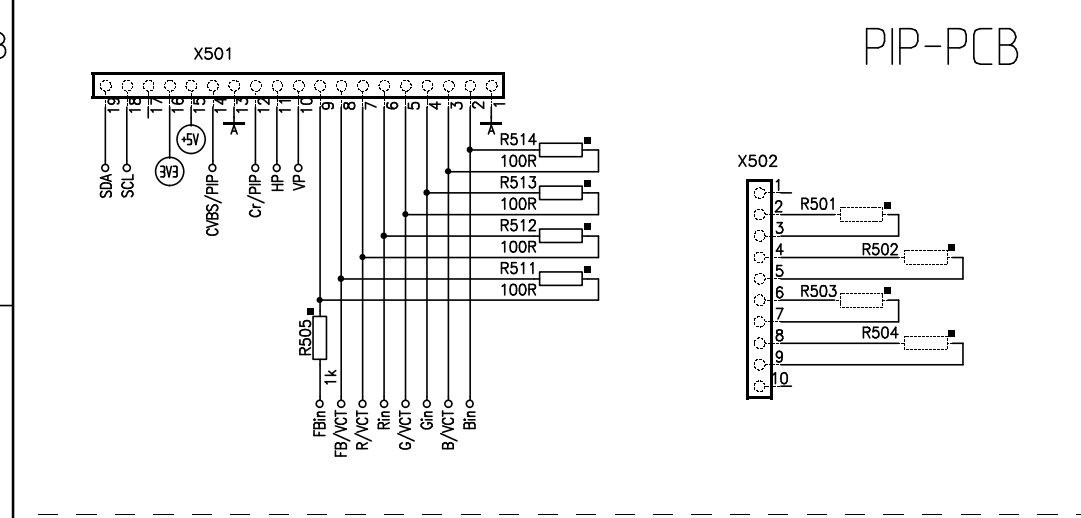 PIP-PCB
X501
19 18 17 16 15 14 13 12 11 10 9 8 7 6 5 4 3 2 1
+5V
3V3
A
A
SDA
SCL
CVBS/PIP
Cr/PIP
HP
VP
R514
100R
R513
100R
R512
100R
R511
100R
R505
1k
FBin
FB/VCT
R/VCT
Rin
G/VCT
Gin
B/VCT
Bin
X502
1
2
R501
3
4
R502
5
6
R503
7
8
R504
9
10